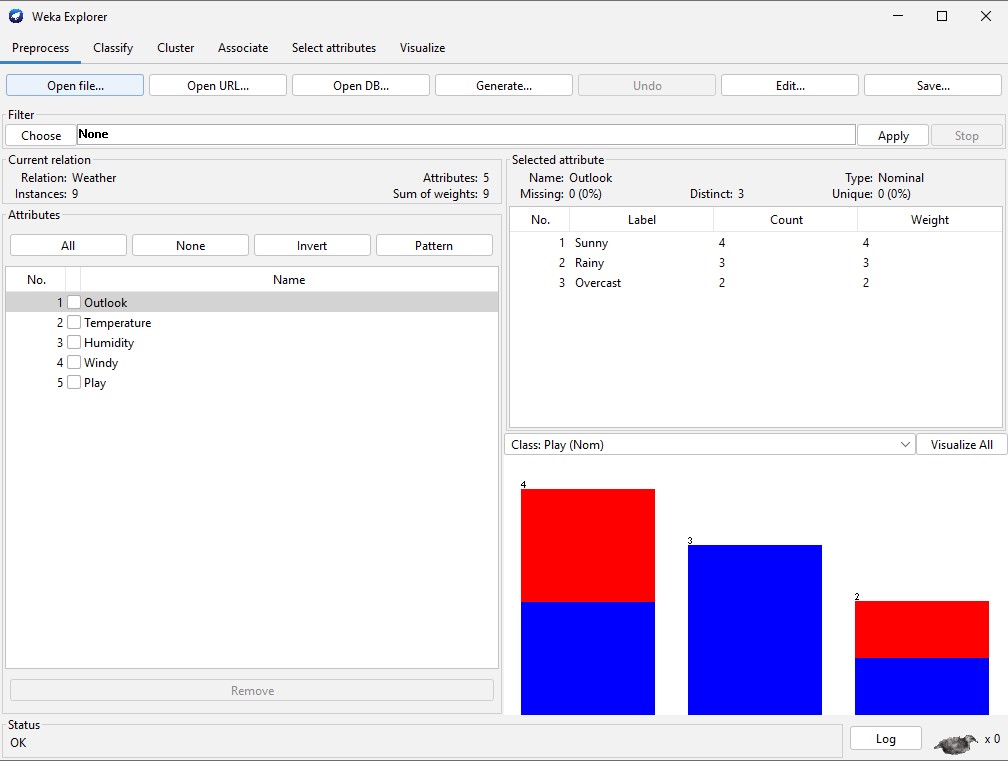 Weka Explorer
Preprocess Classify Cluster Associate Select attributes Visualize
Open file... Open URL... Open DB... Generate... Undo Edit... Save...
Filter
Choose None Apply Stop
Current relation
Relation: Weather Attributes: 5
Instances: 9 Sum of weights: 9
Attributes
All None Invert Pattern
No. Name
1 Outlook
2 Temperature
3 Humidity
4 Windy
5 Play
Remove
Selected attribute
Name: Outlook Type: Nominal
Missing: 0 (0%) Distinct: 3 Unique: 0 (0%)
No. Label Count Weight
1 Sunny 4 4
2 Rainy 3 3
3 Overcast 2 2
Class: Play (Nom) Visualize All
4
3
2
Status
OK
Log x 0